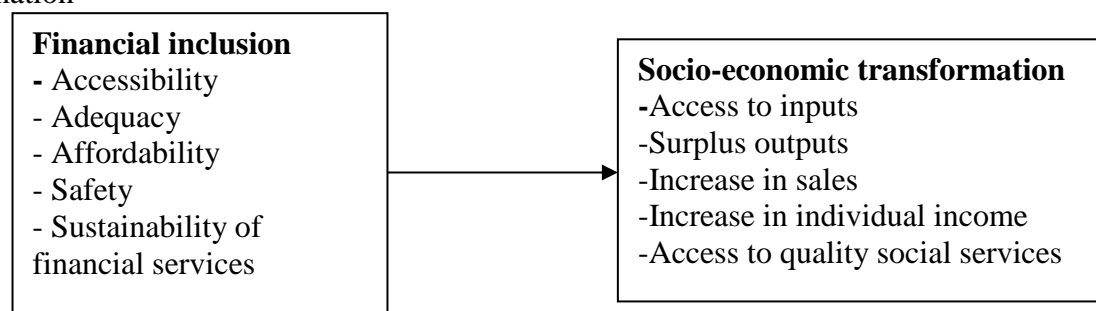 Financial inclusion
- Accessibility
- Adequacy
- Affordability
- Safety
- Sustainability of
financial services
Socio-economic transformation
-Access to inputs
-Surplus outputs
-Increase in sales
-Increase in individual income
-Access to quality social services